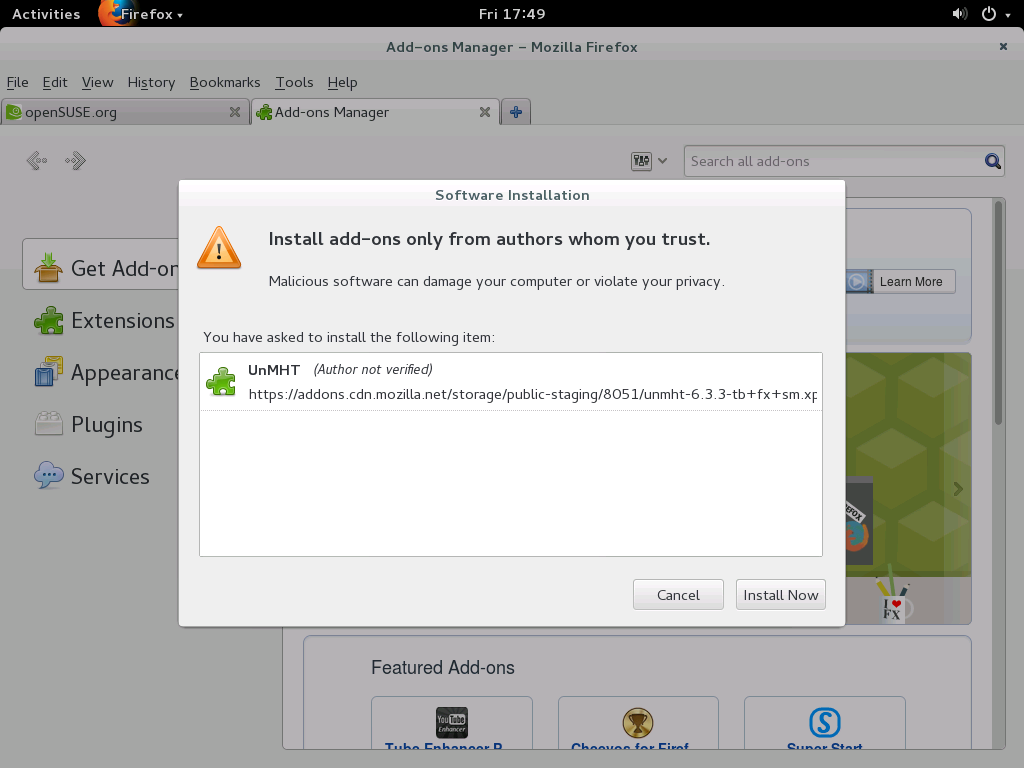 Activities Firefox Fri 17:49
Add-ons Manager - Mozilla Firefox
File Edit View History Bookmarks Tools Help
openSUSE.org Add-ons Manager
Search all add-ons
Software Installation
Install add-ons only from authors whom you trust.
Malicious software can damage your computer or violate your privacy.
Get Add-on
Learn More
Extensions
You have asked to install the following item:
UnMHT (Author not verified)
Appearance
https://addons.cdn.mozilla.net/storage/public-staging/8051/unmht-6.3.3-tb+fx+sm.xp
Plugins
Services
FIREFOX
Cancel Install Now
I ❤
FX
Featured Add-ons
You Tube
Enhancer
S
Tube Enhancer P
Cheevos for Firef
Super Start